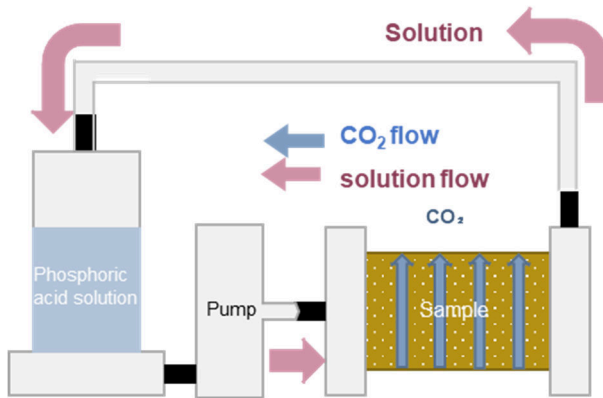 Solution
CO₂ flow
solution flow
CO₂
Phosphoric
acid solution
Pump
Sample